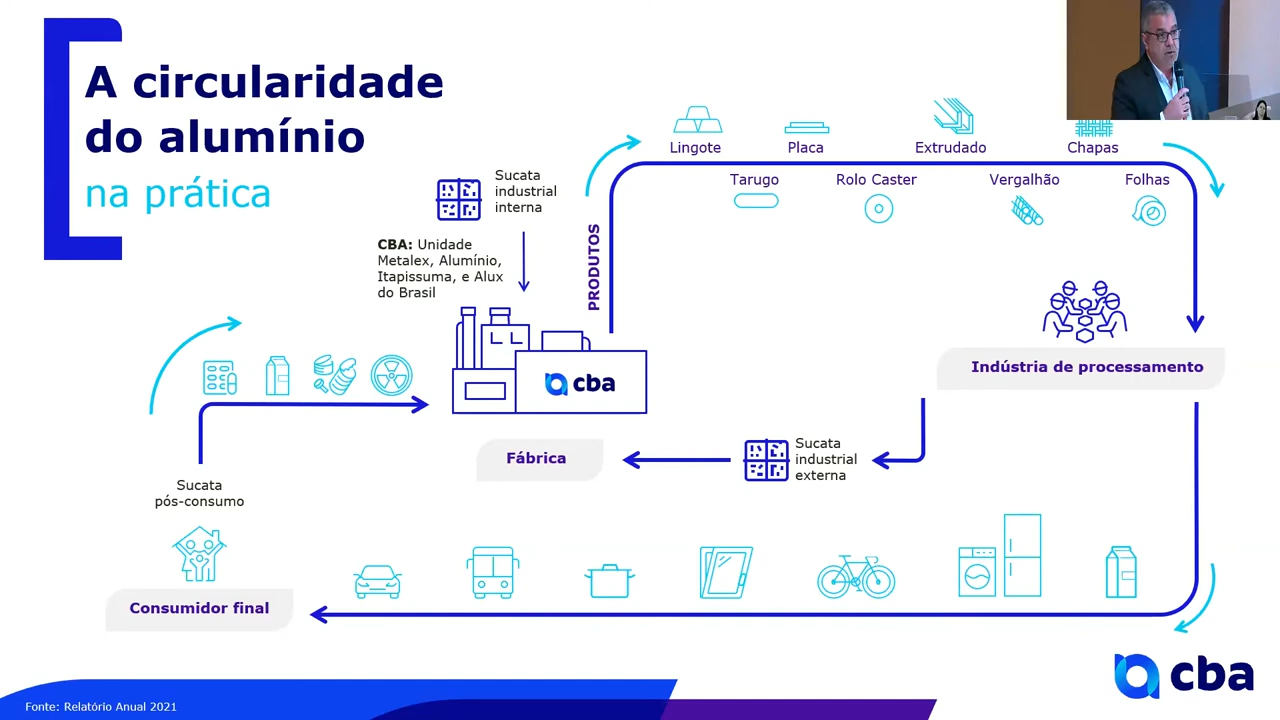 A circularidade
do alumínio
na prática
Sucata
industrial
interna
CBA: Unidade
Metalex, Alumínio,
Itapissuma, e Alux
do Brasil
PRODUTOS
Lingote
Placa
Extrudado
Chapas
Tarugo
Rolo Caster
Vergalhão
Folhas
Indústria de processamento
cba
Fábrica
Sucata
industrial
externa
Sucata
pós-consumo
Consumidor final
cba
Fonte: Relatório Anual 2021